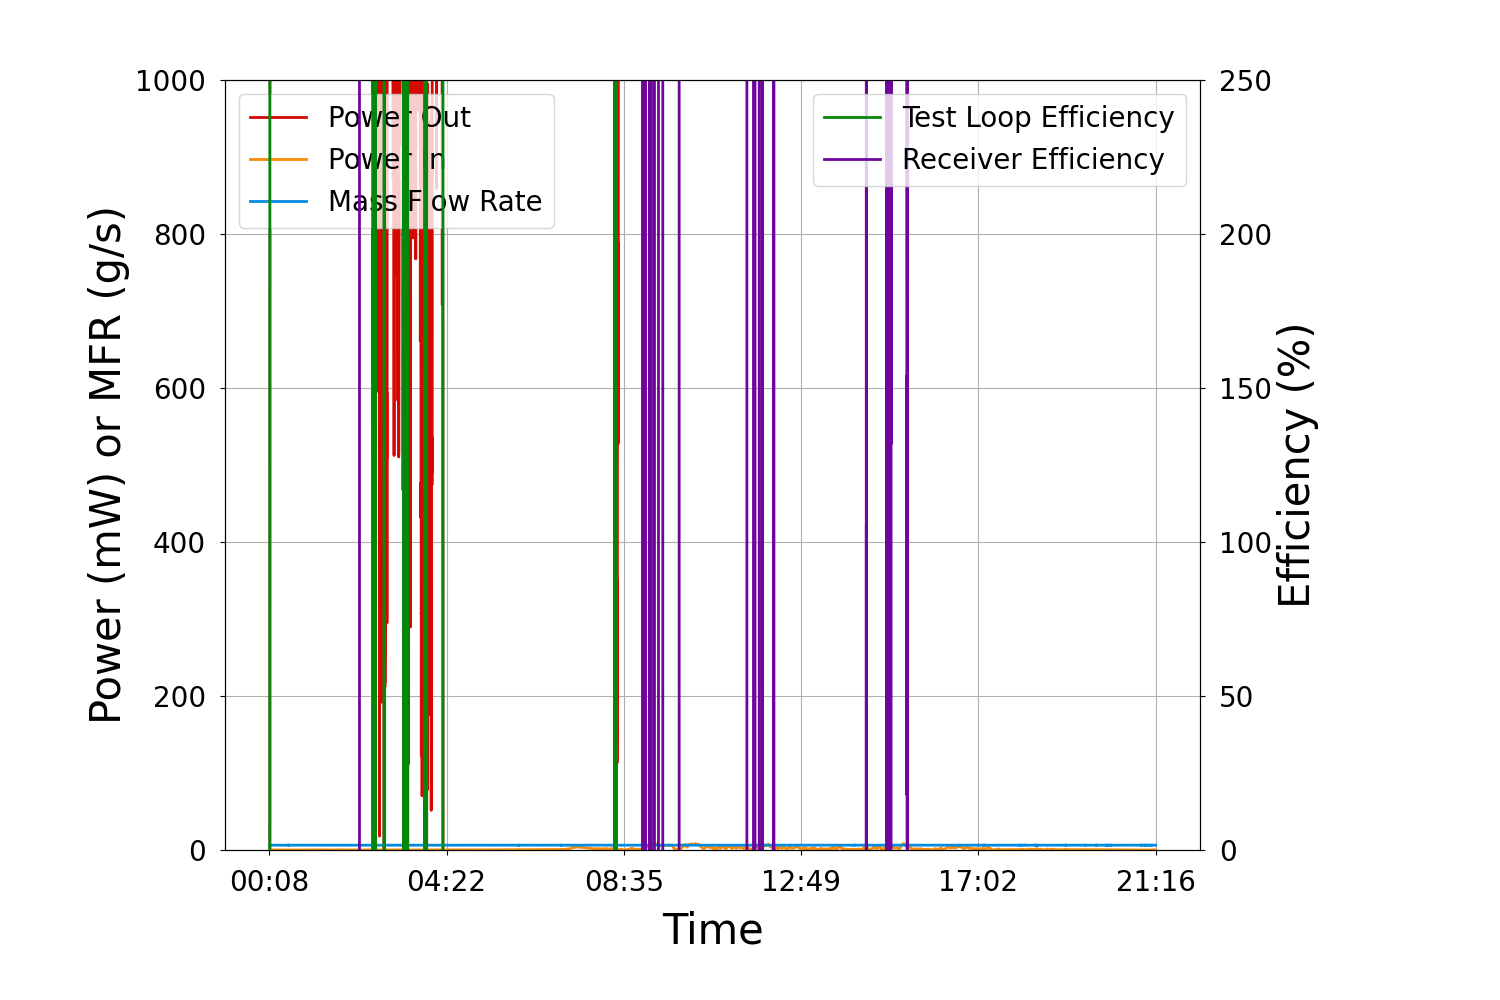 1000
800
600
400
200
0
Power (mW) or MFR (g/s)
Power Out
Power In
Mass Flow Rate
Test Loop Efficiency
Receiver Efficiency
250
200
150
100
50
0
Efficiency (%)
00:08 04:22 08:35 12:49 17:02 21:16
Time